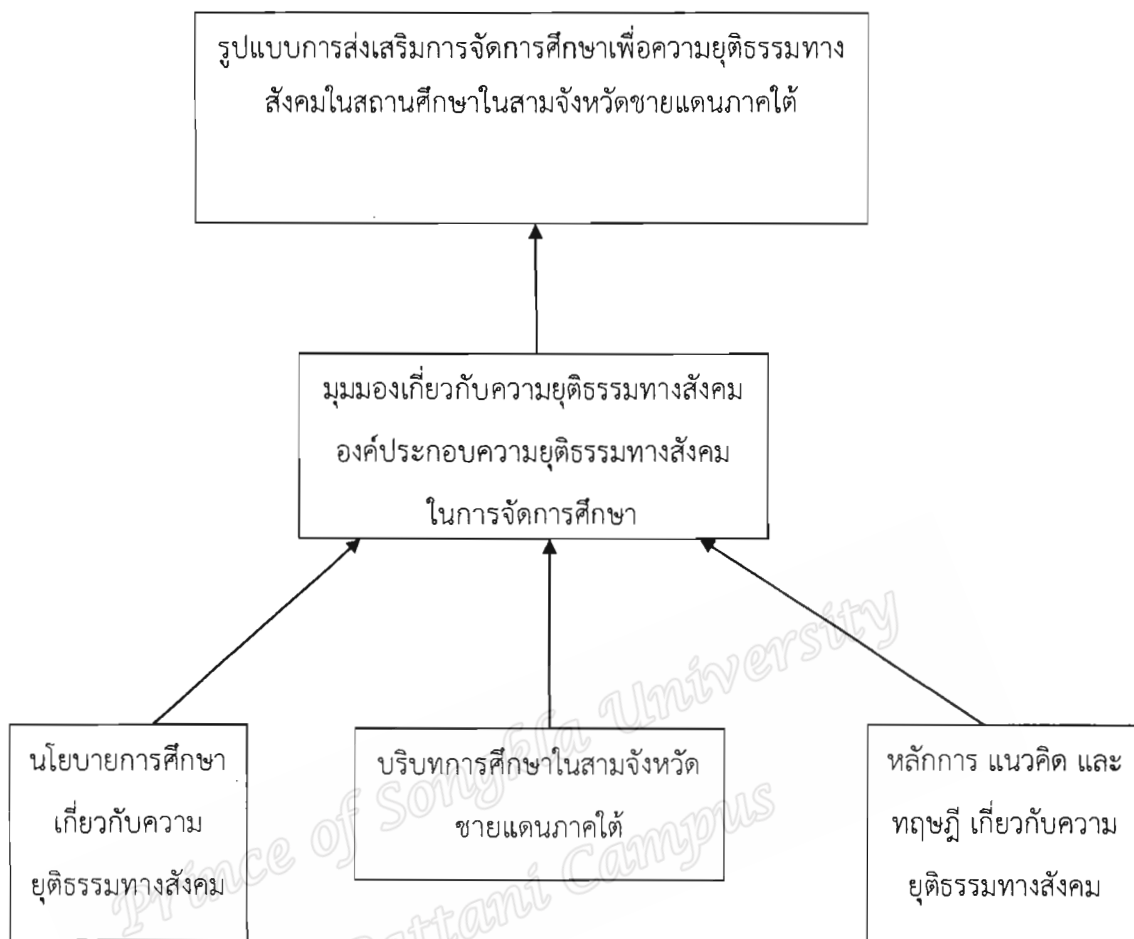 รูปแบบการส่งเสริมการจัดการศึกษาเพื่อความยุติธรรมทาง
สังคมในสถานศึกษาในสามจังหวัดชายแดนภาคใต้
มุมมองเกี่ยวกับความยุติธรรมทางสังคม
องค์ประกอบความยุติธรรมทางสังคม
ในการจัดการศึกษา
นโยบายการศึกษา
เกี่ยวกับความ
ยุติธรรมทางสังคม
บริบทการศึกษาในสามจังหวัด
ชายแดนภาคใต้
หลักการ แนวคิด และ
ทฤษฎี เกี่ยวกับความ
ยุติธรรมทางสังคม
Prince of Songkla University
Pattani Campus